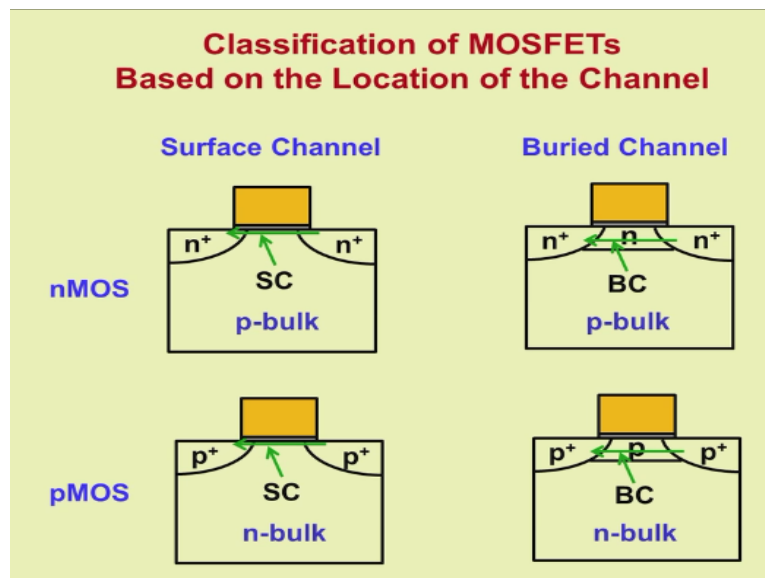 Classification of MOSFETs
Based on the Location of the Channel
Surface Channel
Buried Channel
nMOS
n+
n+
SC
p-bulk
n+
n
n+
BC
p-bulk
pMOS
p+
p+
SC
n-bulk
p+
p
p+
BC
n-bulk